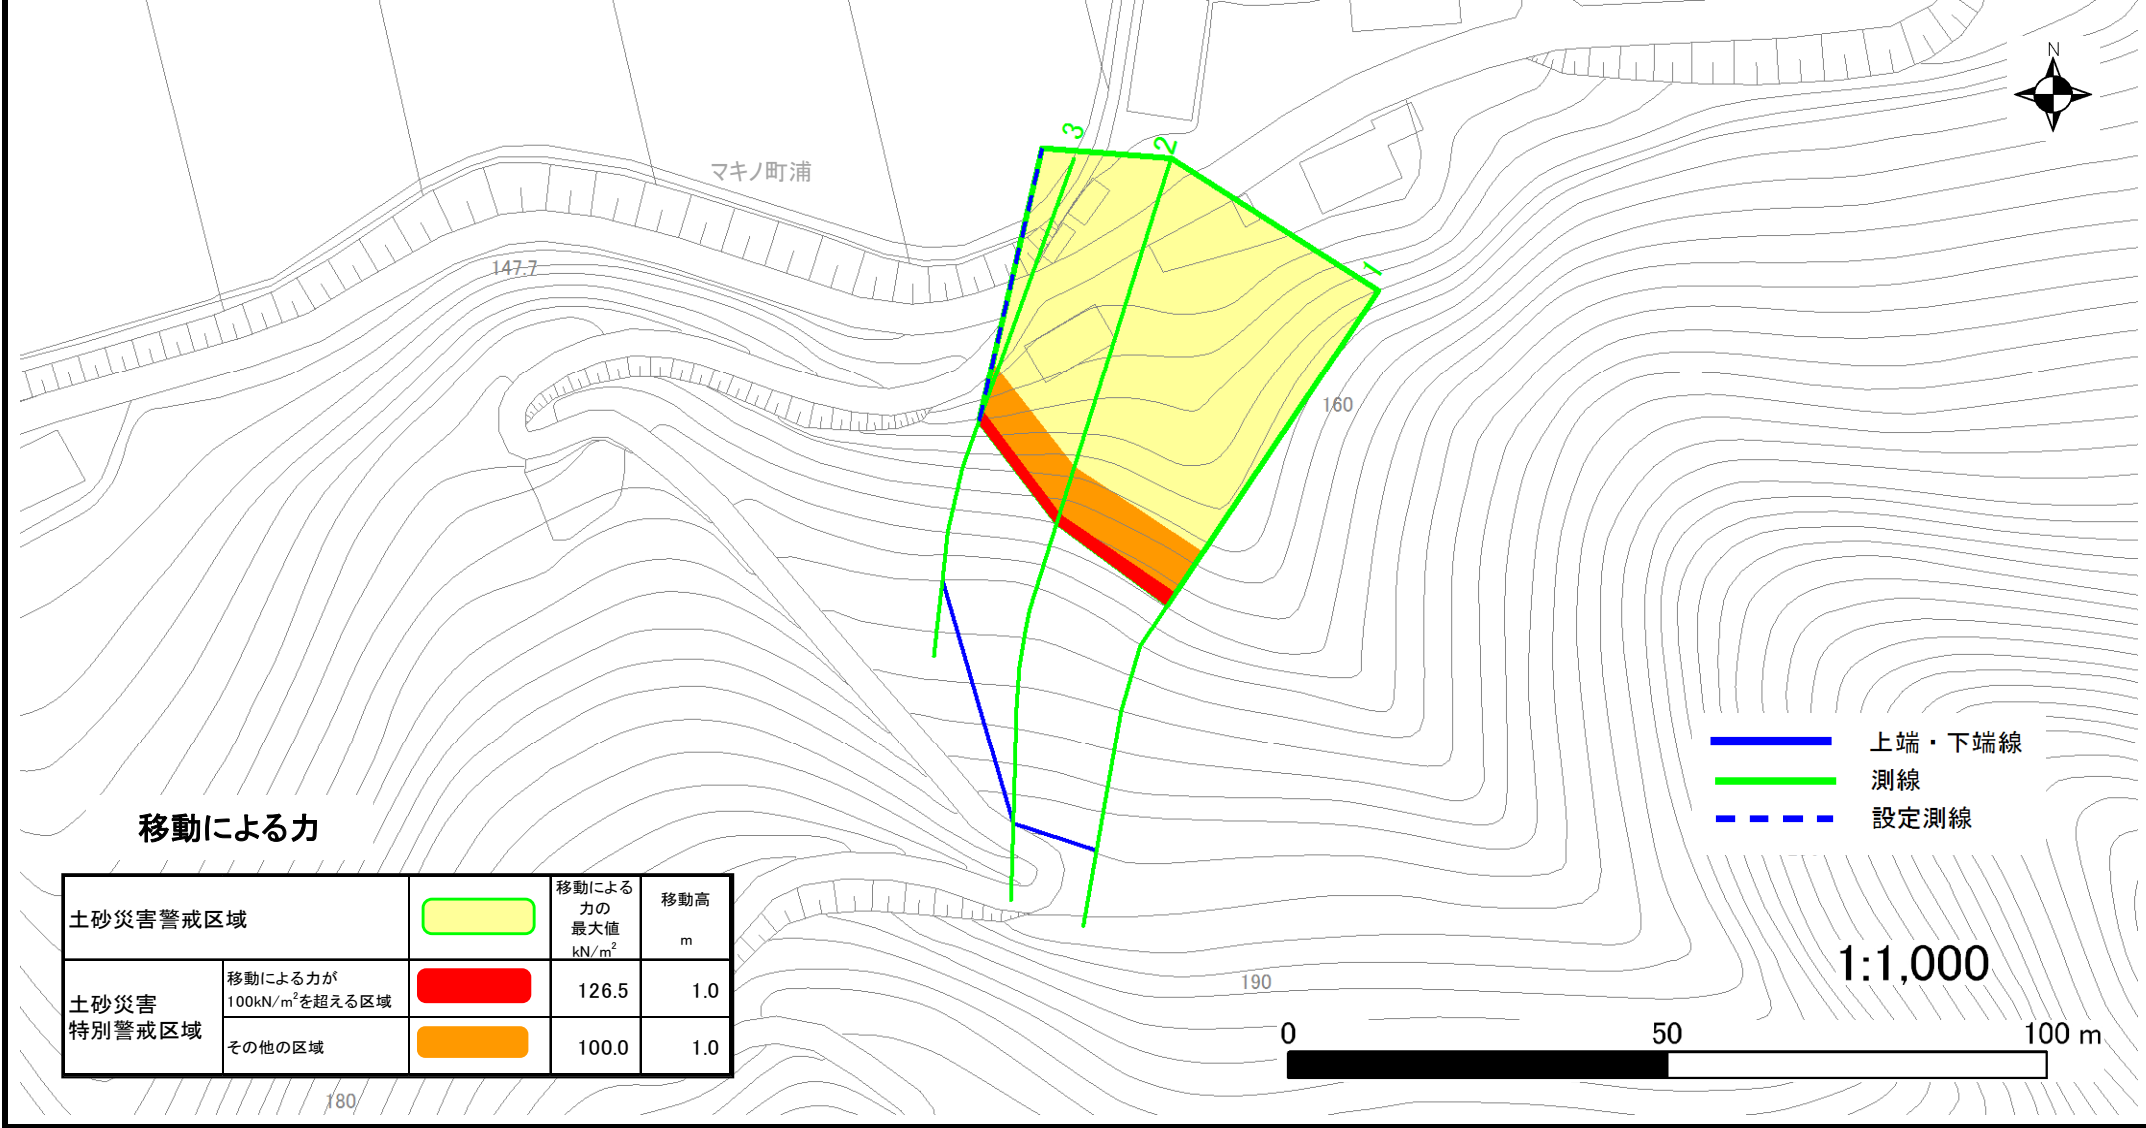 N
3
2
マキノ町浦
1
147.7
160
上端・下端線
測線
設定測線
移動による力
土砂災害警戒区域
移動による
力の
最大値
kN/m²
移動高
m
土砂災害
特別警戒区域
移動による力が
100kN/m²を超える区域
126.5
1.0
その他の区域
100.0
1.0
190
180
1:1,000
0
50
100 m